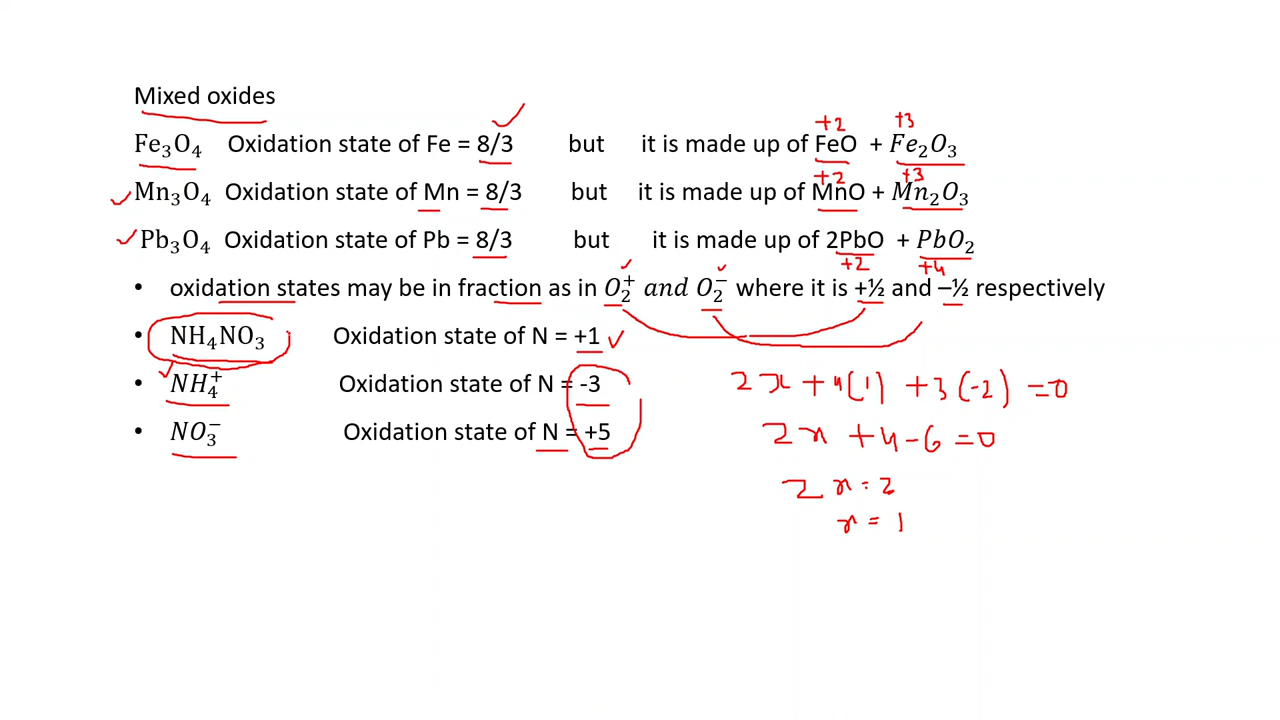 Mixed oxides
+2 +3
Fe₃O₄ Oxidation state of Fe = 8/3 but it is made up of FeO + Fe₂O₃
+2 +3
Mn₃O₄ Oxidation state of Mn = 8/3 but it is made up of MnO + Mn₂O₃
Pb₃O₄ Oxidation state of Pb = 8/3 but it is made up of 2PbO + PbO₂
+2 +4
• oxidation states may be in fraction as in O₂⁺ and O₂⁻ where it is +½ and –½ respectively
• NH₄NO₃ Oxidation state of N = +1
• NH₄⁺ Oxidation state of N = -3
2x + 4(1) + 3(-2) = 0
• NO₃⁻ Oxidation state of N = +5
2x + 4 - 6 = 0
2x = 2
x = 1